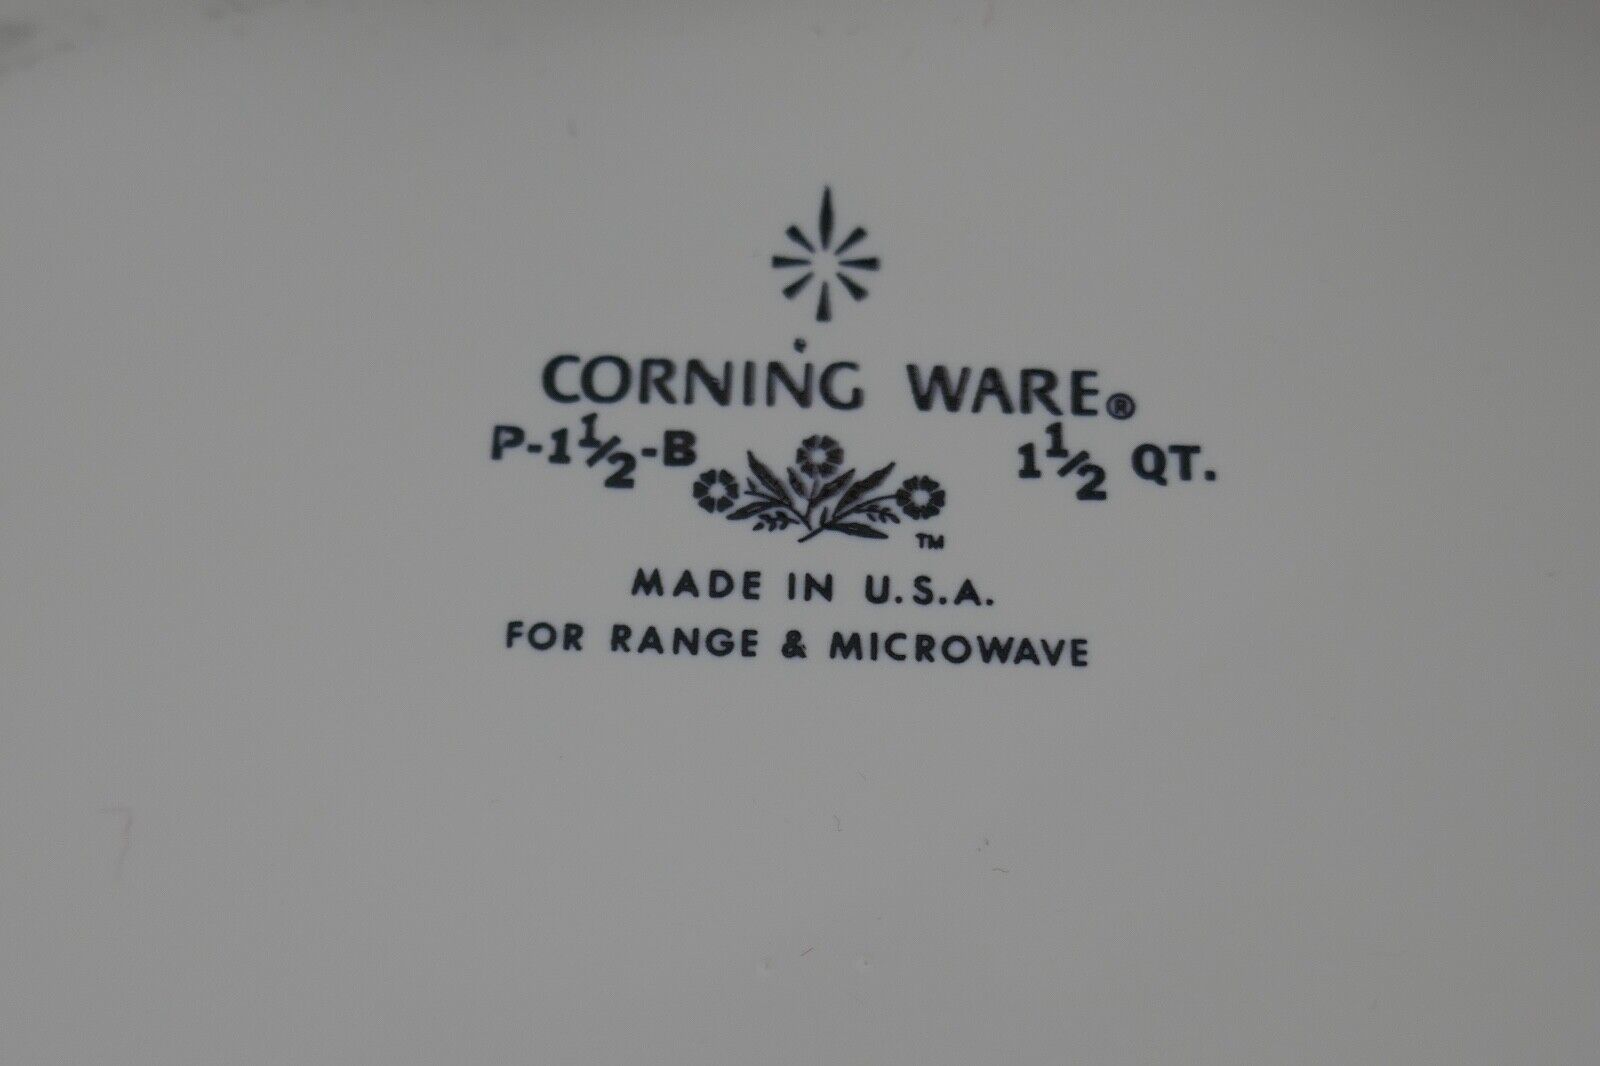 CORNING WARE®
P-1½-B 1½ QT.
TM
MADE IN U.S.A.
FOR RANGE & MICROWAVE